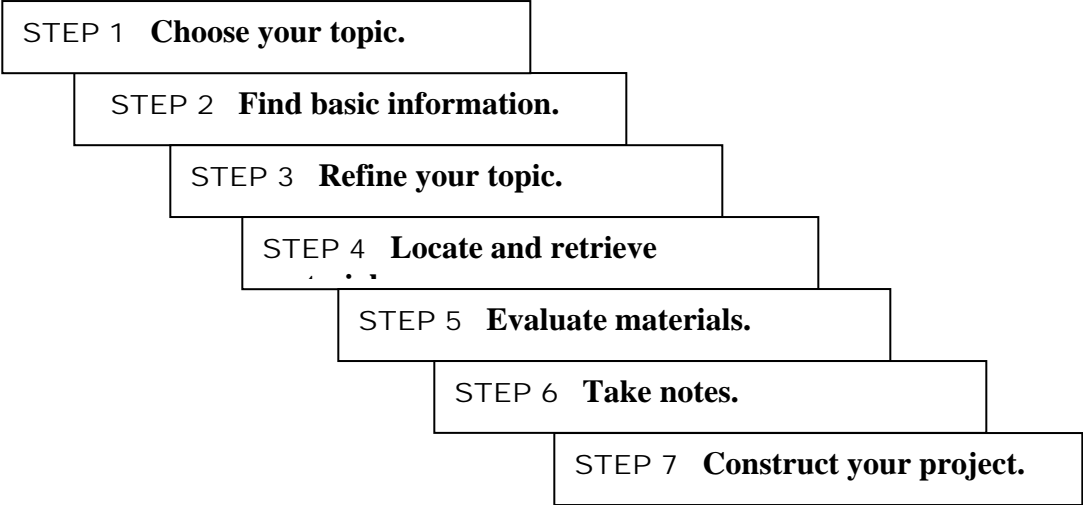 STEP 1 Choose your topic.
STEP 2 Find basic information.
STEP 3 Refine your topic.
STEP 4 Locate and retrieve
STEP 5 Evaluate materials.
STEP 6 Take notes.
STEP 7 Construct your project.